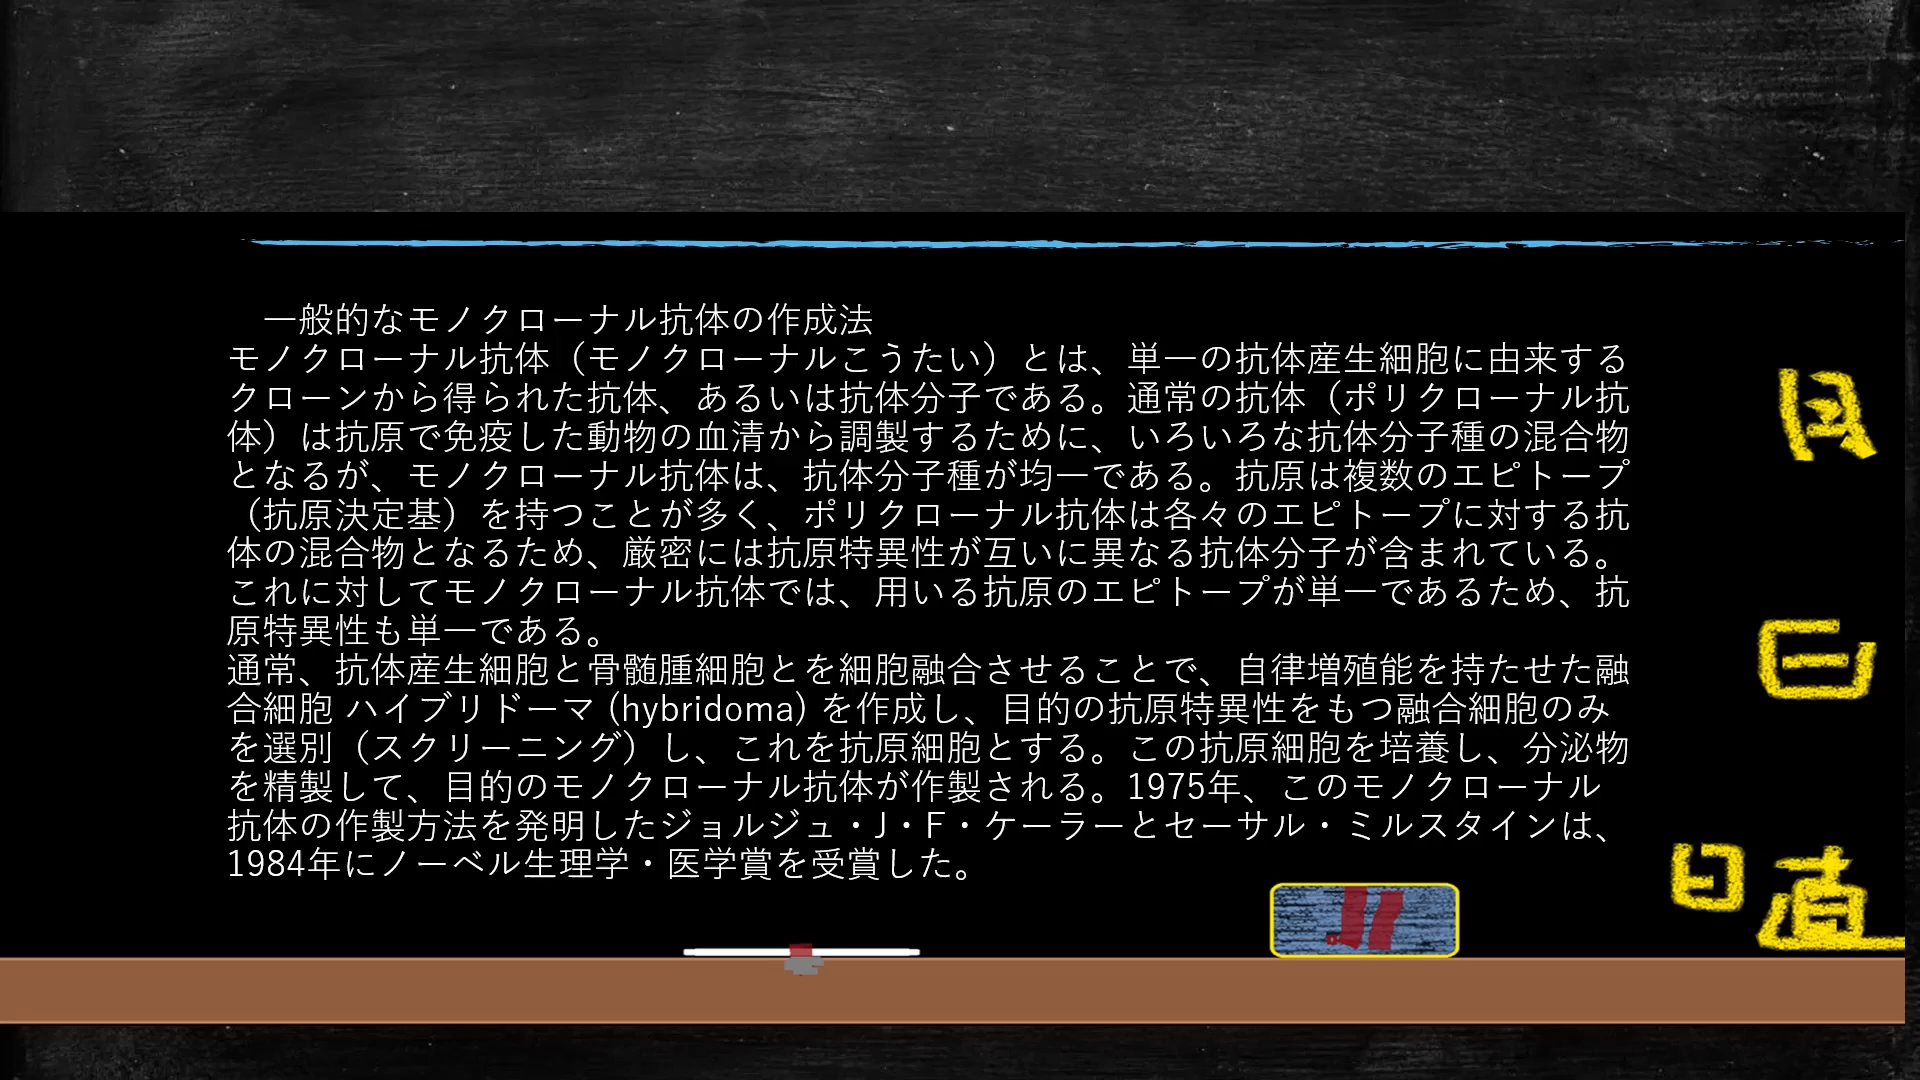 一般的なモノクローナル抗体の作成法
モノクローナル抗体（モノクローナルこうたい）とは、単一の抗体産生細胞に由来する
クローンから得られた抗体、あるいは抗体分子である。通常の抗体（ポリクローナル抗
体）は抗原で免疫した動物の血清から調製するために、いろいろな抗体分子種の混合物
となるが、モノクローナル抗体は、抗体分子種が均一である。抗原は複数のエピトープ
（抗原決定基）を持つことが多く、ポリクローナル抗体は各々のエピトープに対する抗
体の混合物となるため、厳密には抗原特異性が互いに異なる抗体分子が含まれている。
これに対してモノクローナル抗体では、用いる抗原のエピトープが単一であるため、抗
原特異性も単一である。
通常、抗体産生細胞と骨髄腫細胞とを細胞融合させることで、自律増殖能を持たせた融
合細胞 ハイブリドーマ (hybridoma) を作成し、目的の抗原特異性をもつ融合細胞のみ
を選別（スクリーニング）し、これを抗原細胞とする。この抗原細胞を培養し、分泌物
を精製して、目的のモノクローナル抗体が作製される。1975年、このモノクローナル
抗体の作製方法を発明したジョルジュ・J・F・ケーラーとセーサル・ミルスタインは、
1984年にノーベル生理学・医学賞を受賞した。
月
日
日直